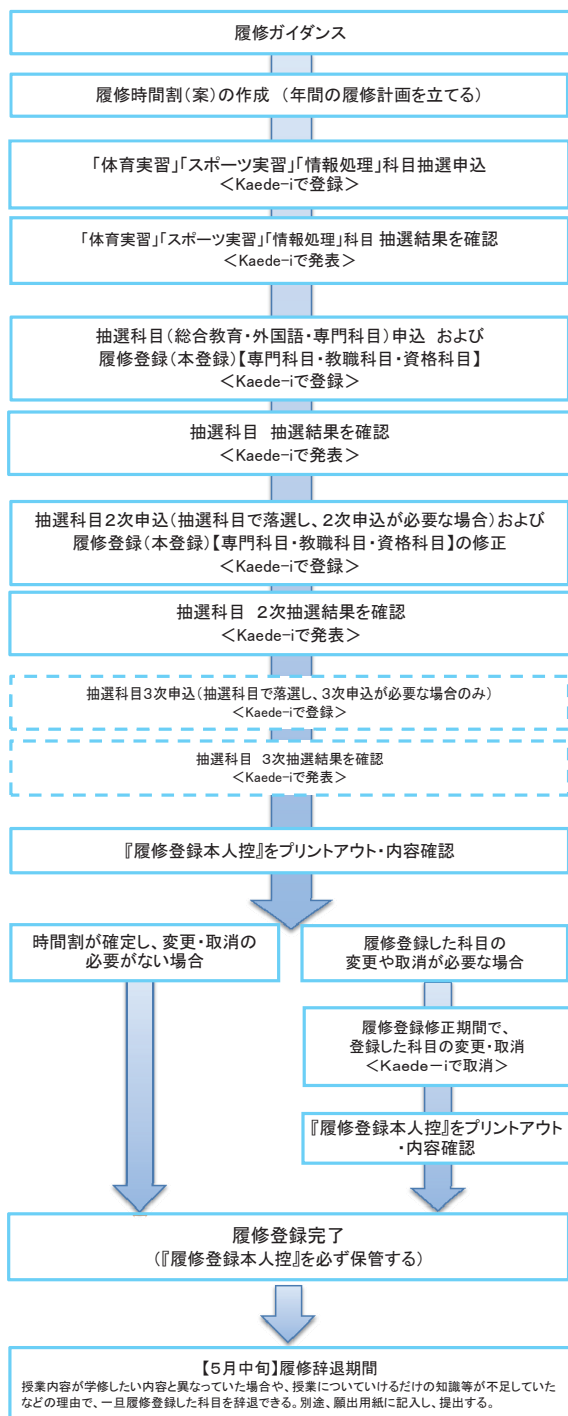 履修ガイダンス
履修時間割(案)の作成 (年間の履修計画を立てる)
「体育実習」「スポーツ実習」「情報処理」科目抽選申込
＜Kaede-iで登録＞
「体育実習」「スポーツ実習」「情報処理」科目 抽選結果を確認
＜Kaede-iで発表＞
抽選科目(総合教育・外国語・専門科目)申込 および
履修登録(本登録)【専門科目・教職科目・資格科目】
＜Kaede-iで登録＞
抽選科目 抽選結果を確認
＜Kaede-iで発表＞
抽選科目２次申込(抽選科目で落選し、２次申込が必要な場合)および
履修登録(本登録)【専門科目・教職科目・資格科目】の修正
＜Kaede-iで登録＞
抽選科目 ２次抽選結果を確認
＜Kaede-iで発表＞
抽選科目３次申込(抽選科目で落選し、３次申込が必要な場合のみ)
＜Kaede-iで登録＞
抽選科目 ３次抽選結果を確認
＜Kaede-iで発表＞
『履修登録本人控』をプリントアウト・内容確認
時間割が確定し、変更・取消の
必要がない場合
履修登録した科目の
変更や取消が必要な場合
履修登録修正期間で、
登録した科目の変更・取消
＜Kaede－iで取消＞
『履修登録本人控』をプリントアウト
・内容確認
履修登録完了
(『履修登録本人控』を必ず保管する)
【５月中旬】履修辞退期間
授業内容が学修したい内容と異なっていた場合や、授業についていけるだけの知識等が不足していた
などの理由で、一旦履修登録した科目を辞退できる。別途、願出用紙に記入し、提出する。